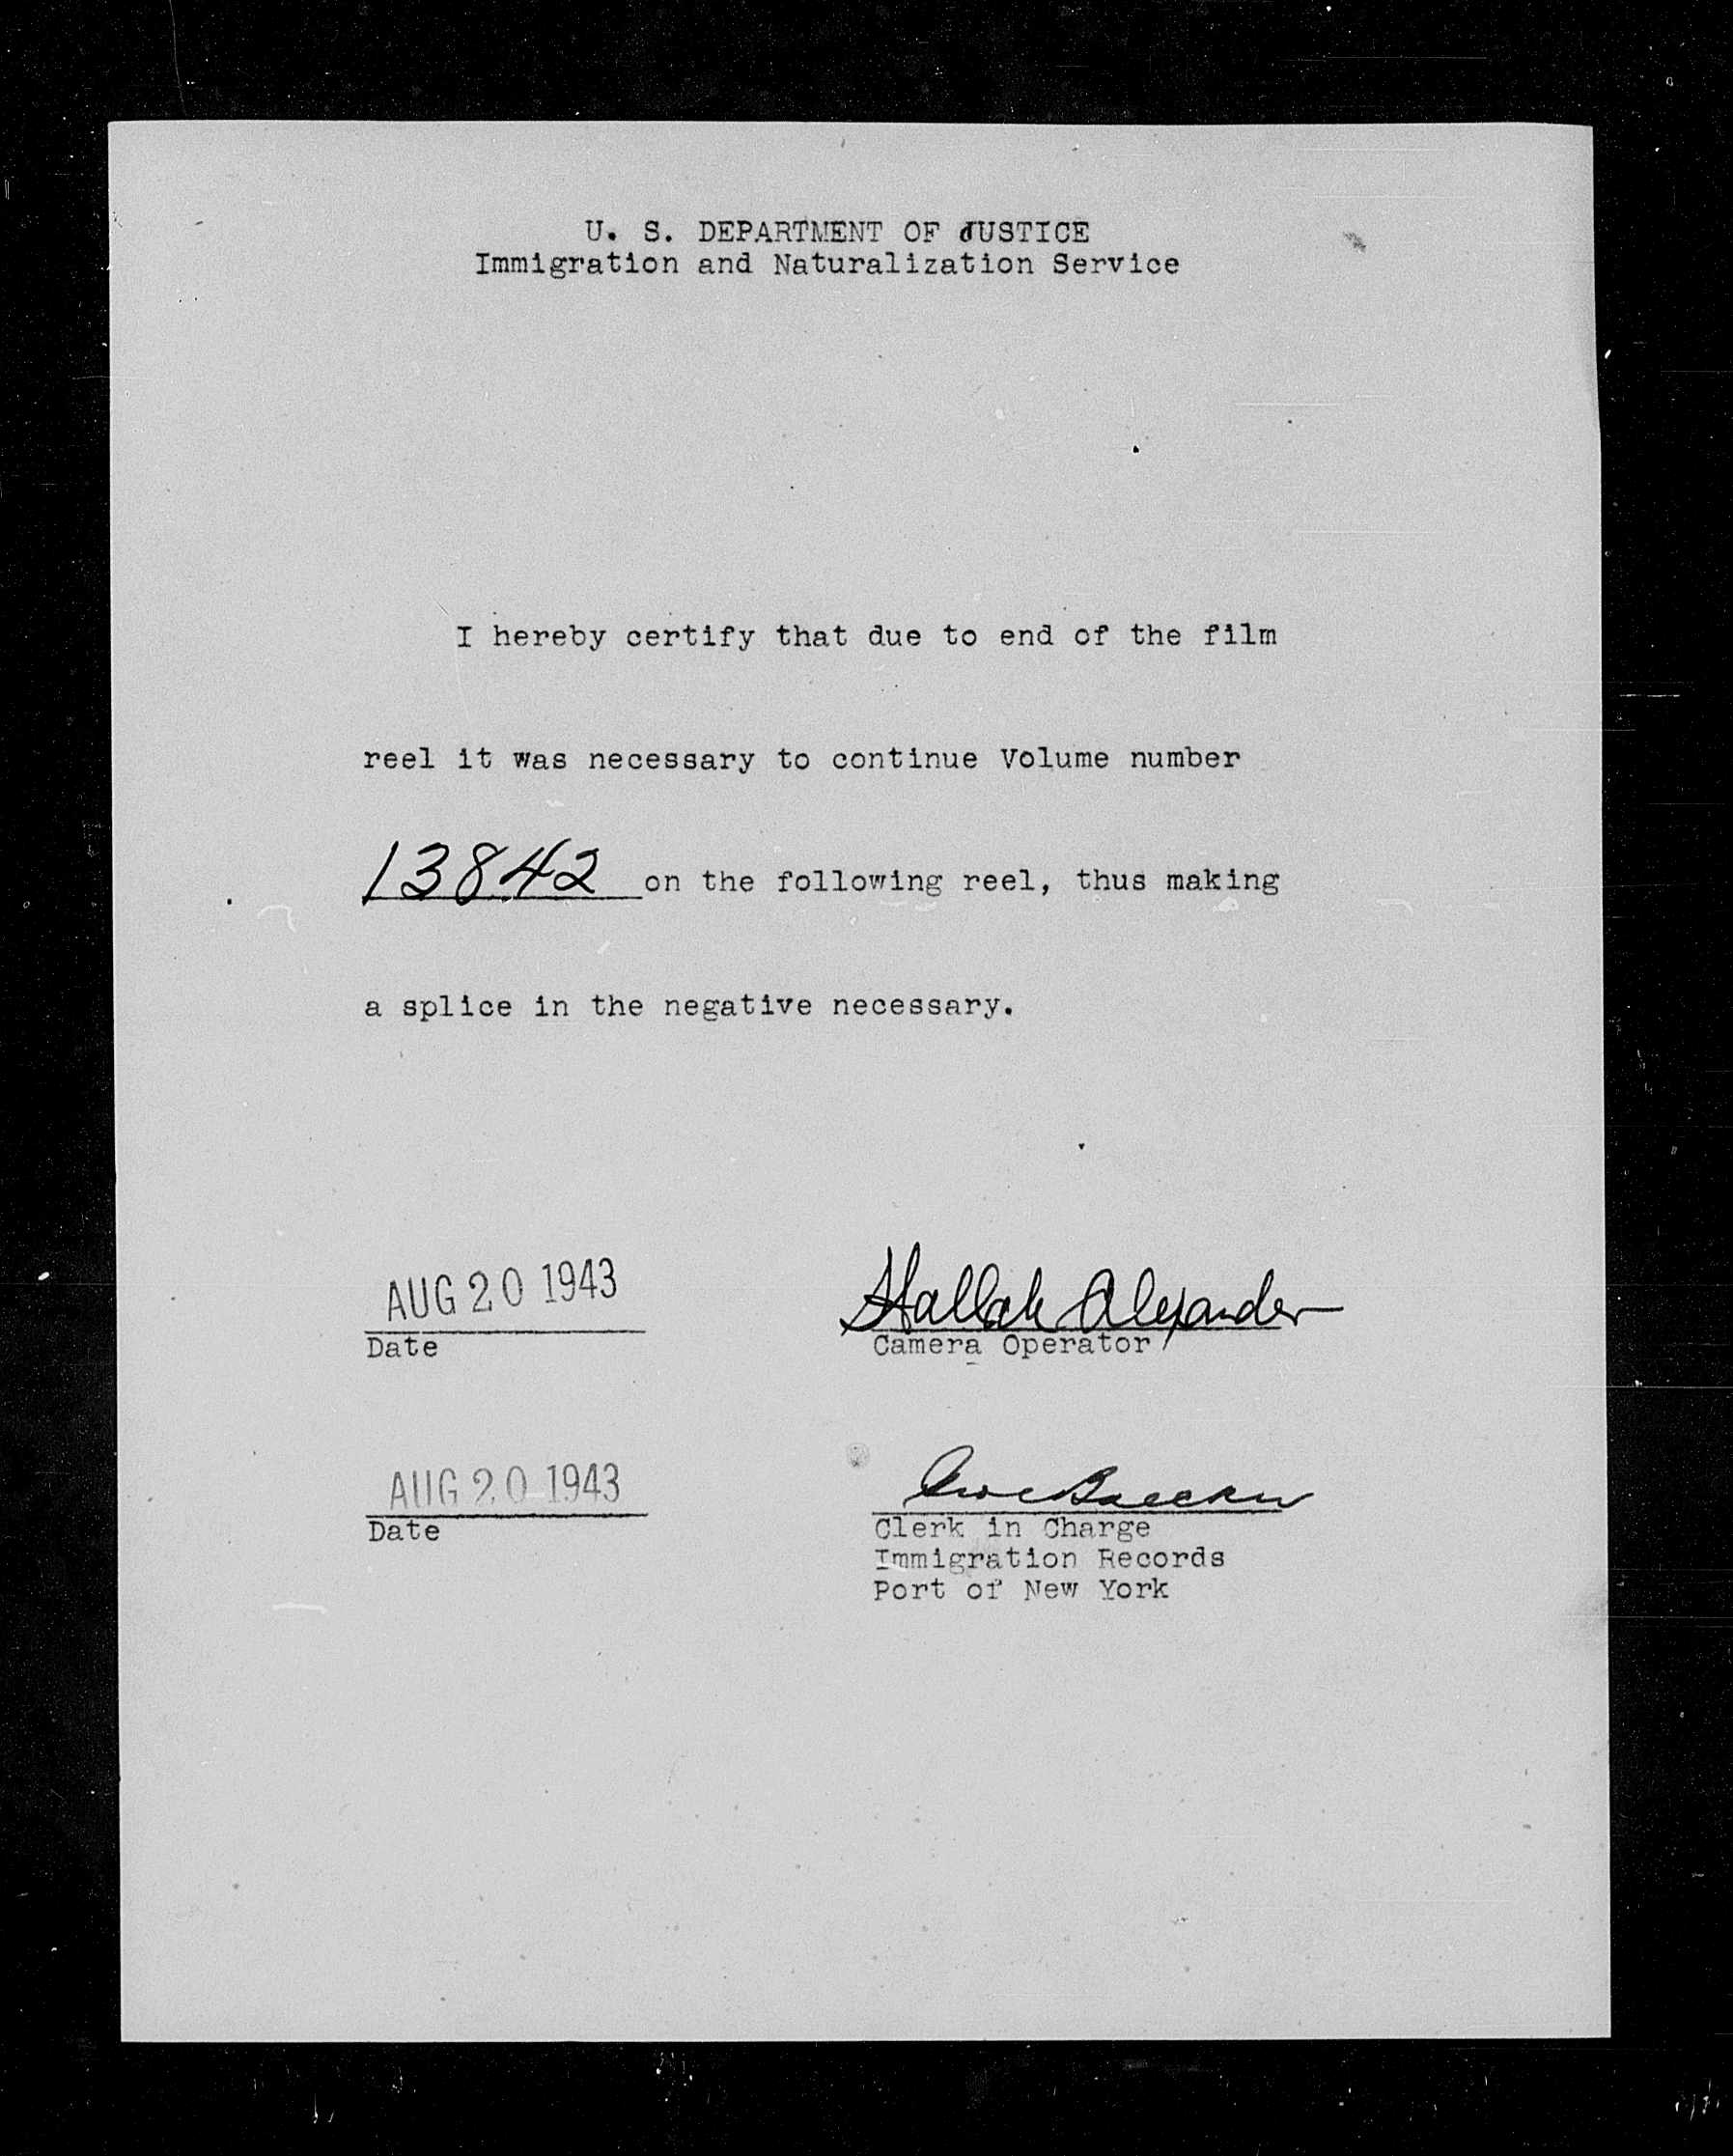 U. S. DEPARTMENT OF JUSTICE
Immigration and Naturalization Service
I hereby certify that due to end of the film
reel it was necessary to continue Volume number
13842 on the following reel, thus making
a splice in the negative necessary.
AUG 20 1943
Alexander
Date
Camera Operator
AUG 20 1943
Date
Clerk in Charge
Immigration Records
Port of New York